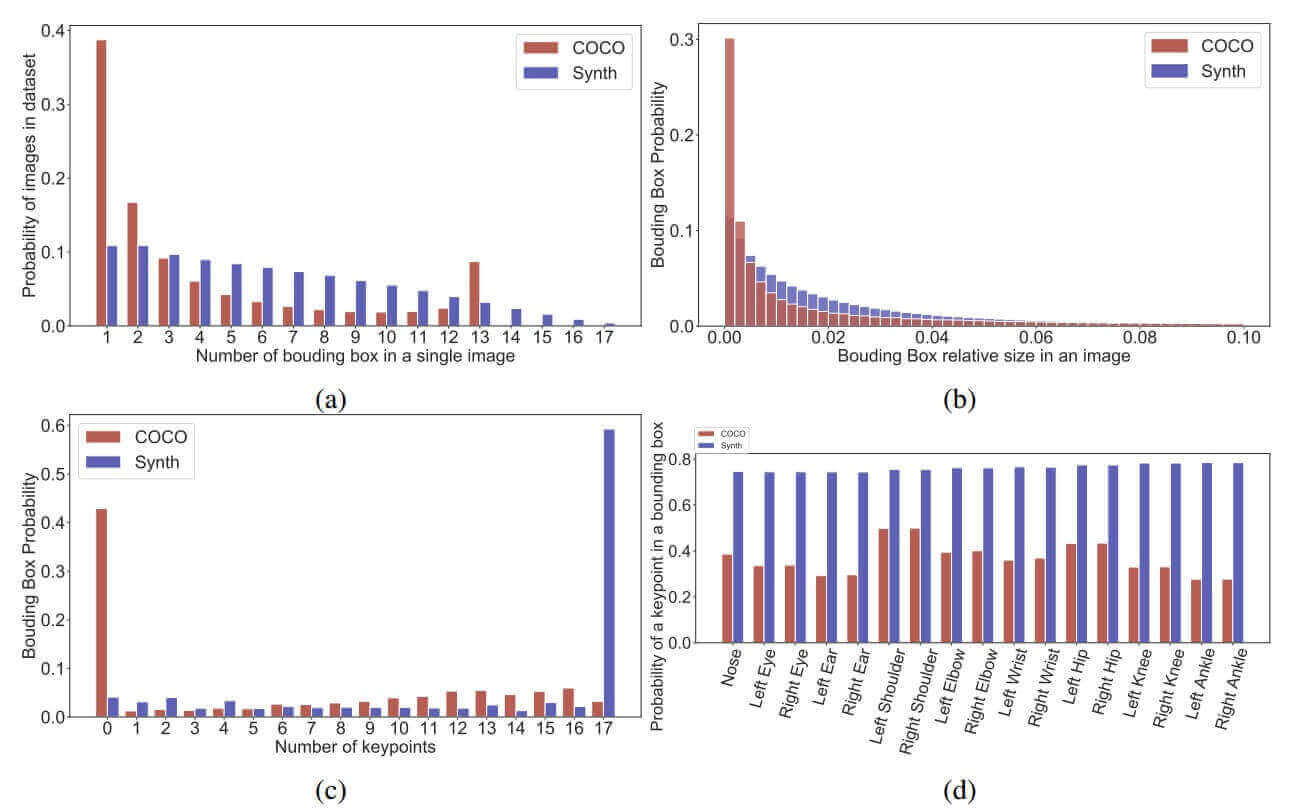 0.4
0.3
0.2
0.1
0.0
Probability of images in dataset
COCO
Synth
1 2 3 4 5 6 7 8 9 10 11 12 13 14 15 16 17
Number of bouding box in a single image
(a)
0.3
0.2
0.1
0.0
Bouding Box Probability
COCO
Synth
0.00 0.02 0.04 0.06 0.08 0.10
Bouding Box relative size in an image
(b)
0.6
0.5
0.4
0.3
0.2
0.1
0.0
Bouding Box Probability
COCO
Synth
0 1 2 3 4 5 6 7 8 9 10 11 12 13 14 15 16 17
Number of keypoints
(c)
COCO
Synth
0.8
0.6
0.4
0.2
0.0
Probability of a keypoint in a bounding box
Nose
Left Eye
Right Eye
Left Ear
Right Ear
Left Shoulder
Right Shoulder
Left Elbow
Right Elbow
Left Wrist
Right Wrist
Left Hip
Right Hip
Left Knee
Right Knee
Left Ankle
Right Ankle
(d)